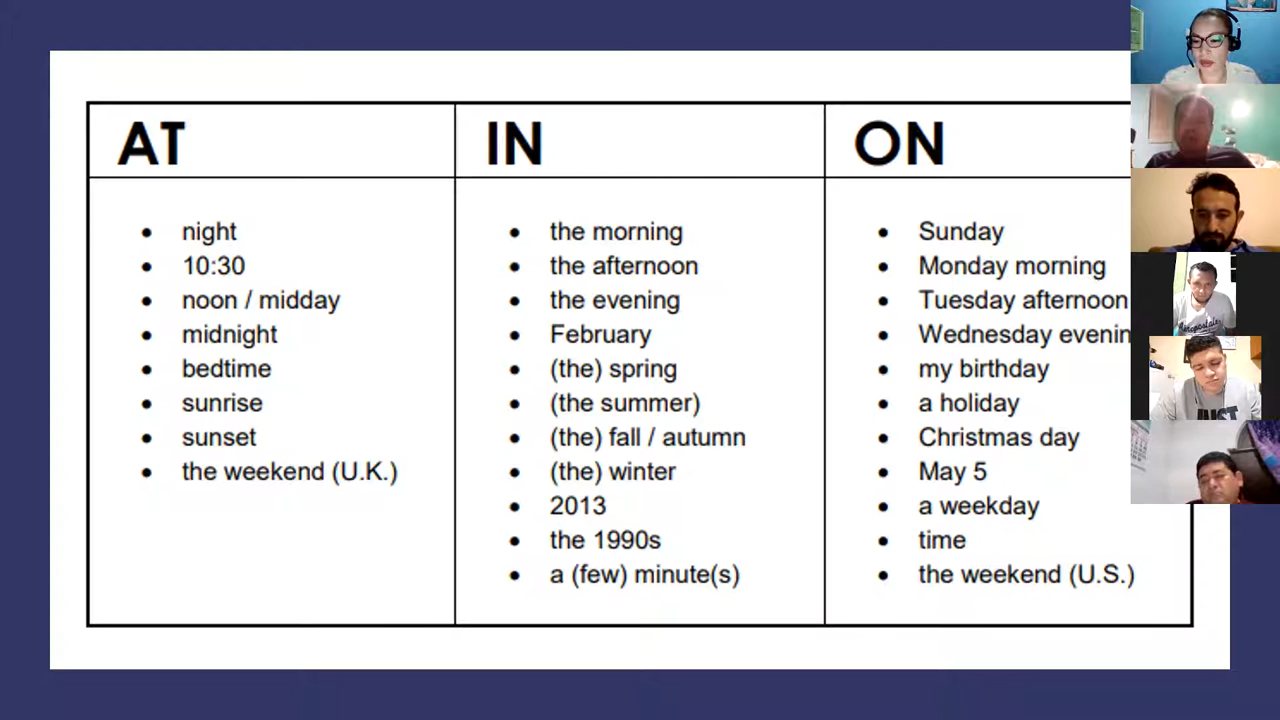 AT
IN
ON
• night
• 10:30
• noon / midday
• midnight
• bedtime
• sunrise
• sunset
• the weekend (U.K.)
• the morning
• the afternoon
• the evening
• February
• (the) spring
• (the summer)
• (the) fall / autumn
• (the) winter
• 2013
• the 1990s
• a (few) minute(s)
• Sunday
• Monday morning
• Tuesday afternoon
• Wednesday evenin
• my birthday
• a holiday
• Christmas day
• May 5
• a weekday
• time
• the weekend (U.S.)